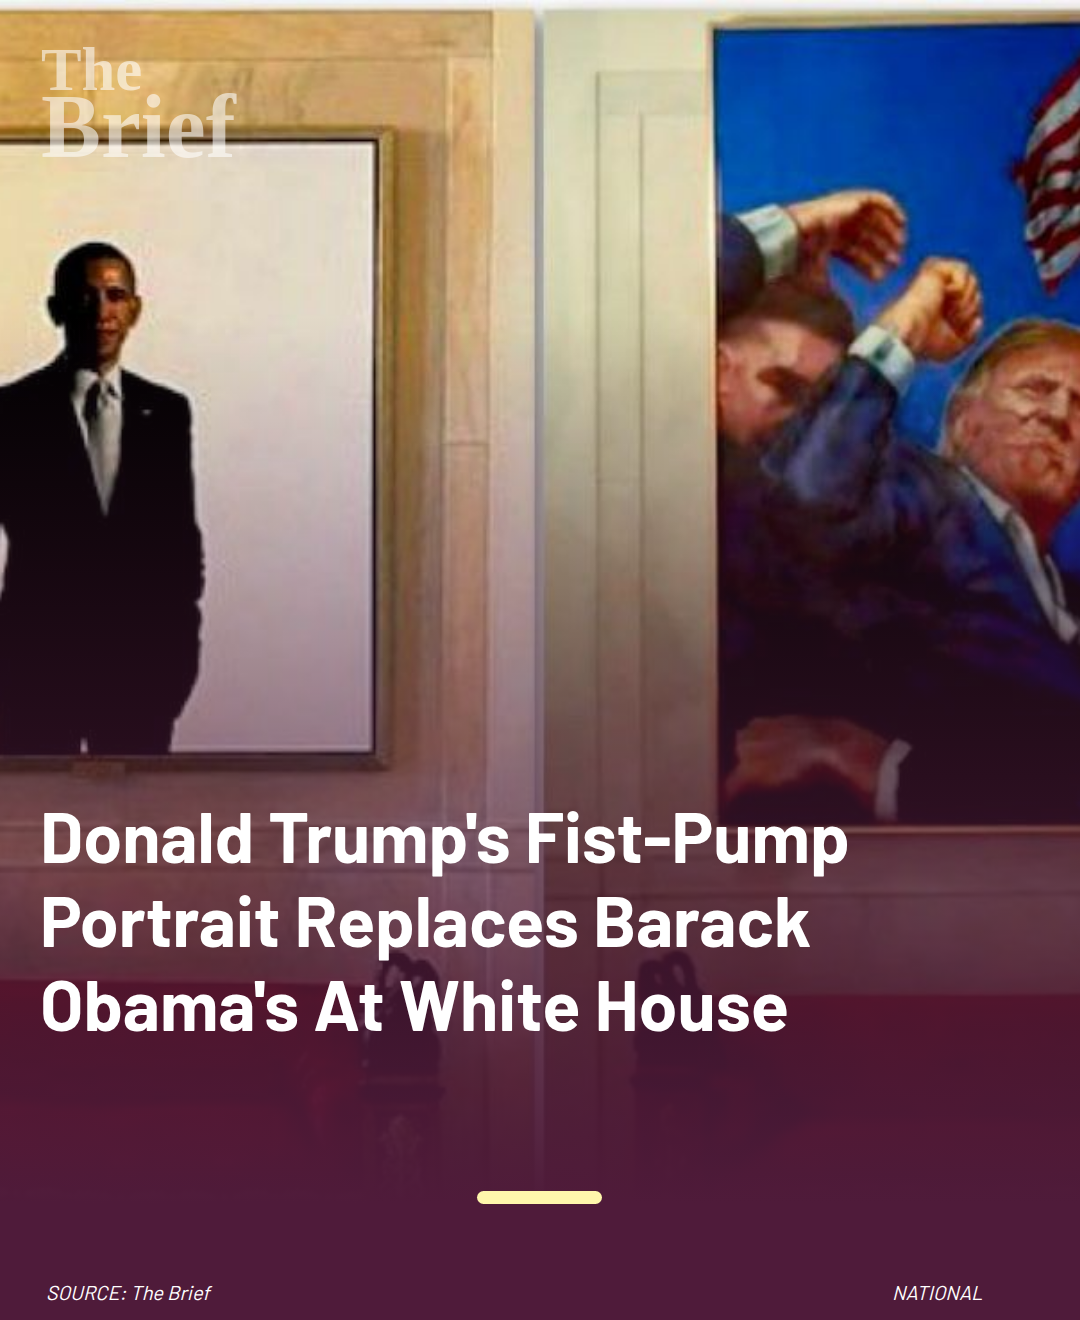 The
Brief
Donald Trump's Fist-Pump
Portrait Replaces Barack
Obama's At White House
SOURCE: The Brief
NATIONAL